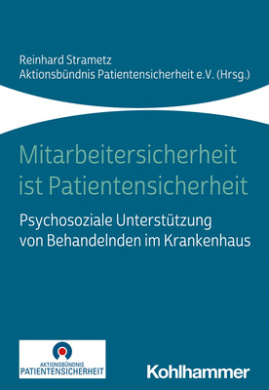 Reinhard Strametz
Aktionsbündnis Patientensicherheit e.V. (Hrsg.)
Mitarbeitersicherheit
ist Patientensicherheit
Psychosoziale Unterstützung
von Behandelnden im Krankenhaus
AKTIONSBÜNDNIS
PATIENTENSICHERHEIT
Kohlhammer